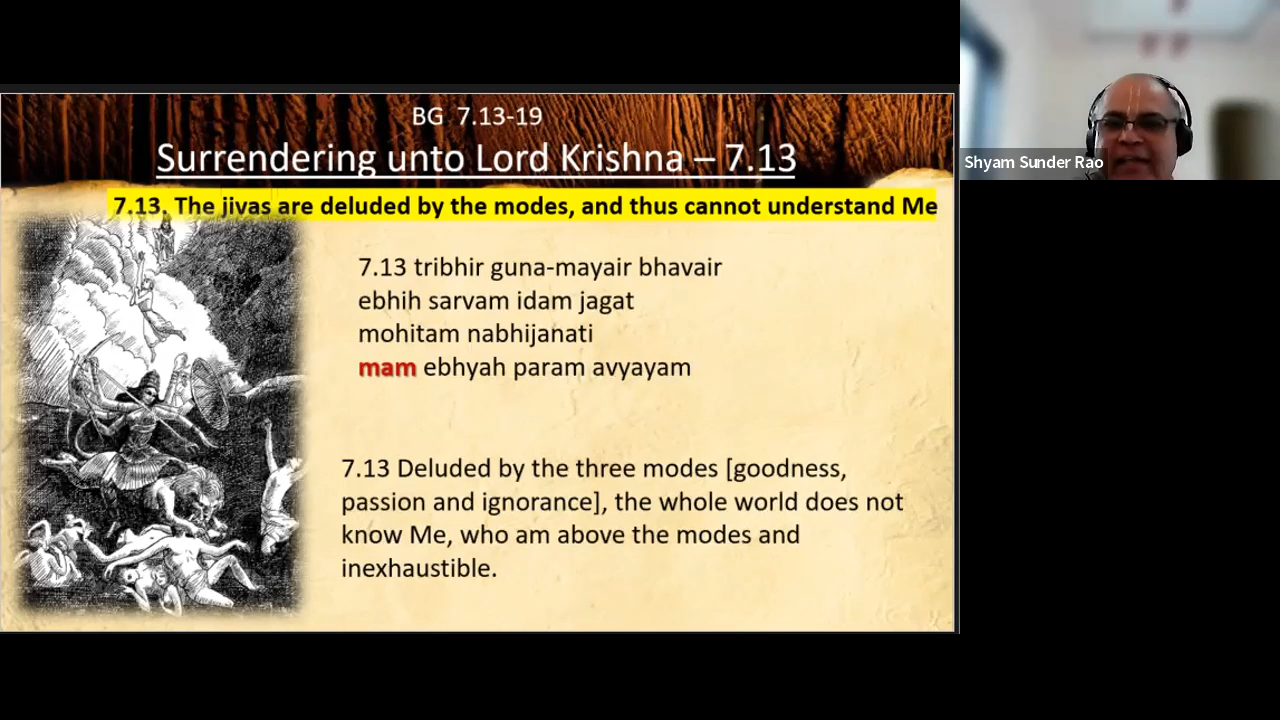 BG 7.13-19
Surrendering unto Lord Krishna – 7.13
7.13. The jivas are deluded by the modes, and thus cannot understand Me
7.13 tribhir guna-mayair bhavair
ebhih sarvam idam jagat
mohitam nabhijanati
mam ebhyah param avyayam
7.13 Deluded by the three modes [goodness,
passion and ignorance], the whole world does not
know Me, who am above the modes and
inexhaustible.
Shyam Sunder Rao